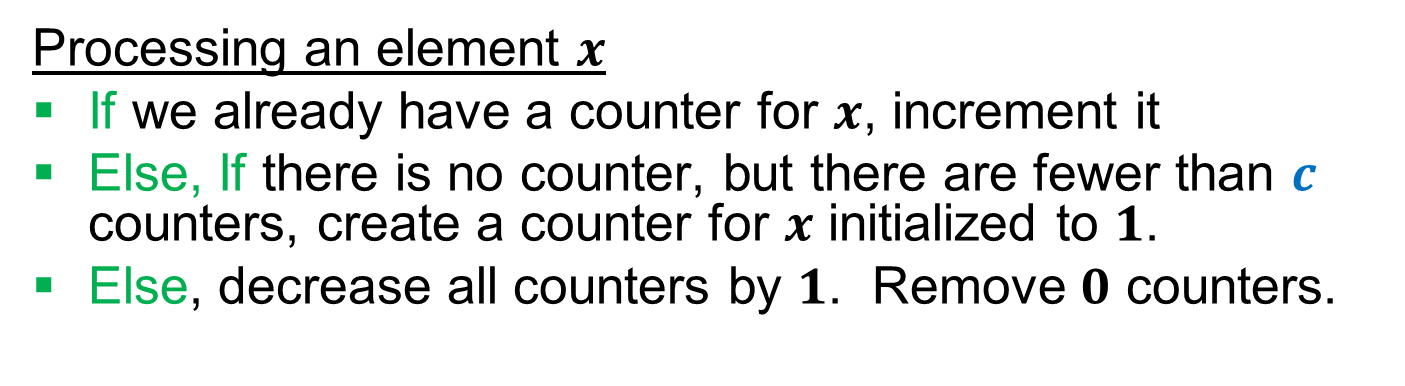 Processing an element x
▪ If we already have a counter for x, increment it
▪ Else, If there is no counter, but there are fewer than c
counters, create a counter for x initialized to 1.
▪ Else, decrease all counters by 1. Remove 0 counters.